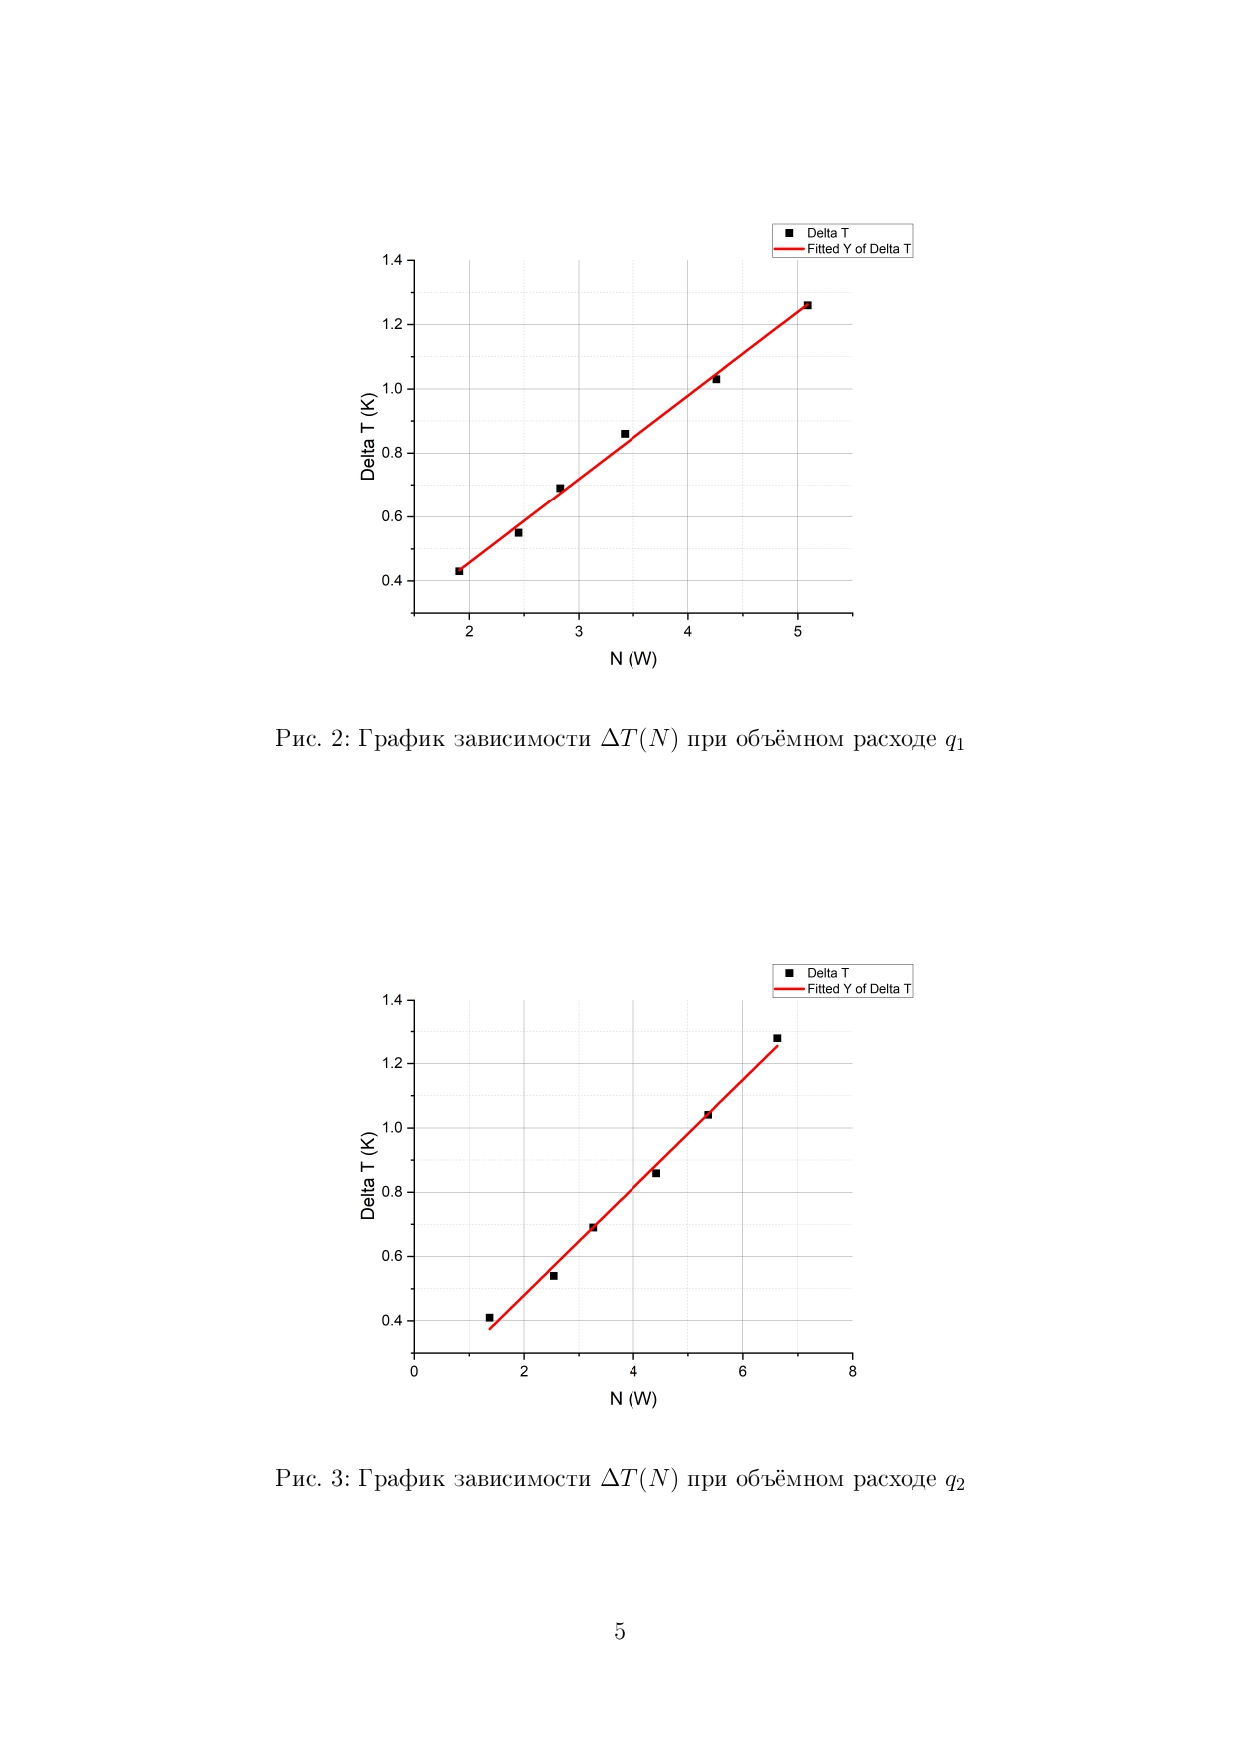 Delta T
Fitted Y of Delta T
1.4
1.2
1.0
0.8
0.6
0.4
Delta T (K)
2 3 4 5
N (W)
Рис. 2: График зависимости ΔT(N) при объёмном расходе q₁
Delta T
Fitted Y of Delta T
1.4
1.2
1.0
0.8
0.6
0.4
Delta T (K)
0 2 4 6 8
N (W)
Рис. 3: График зависимости ΔT(N) при объёмном расходе q₂
5